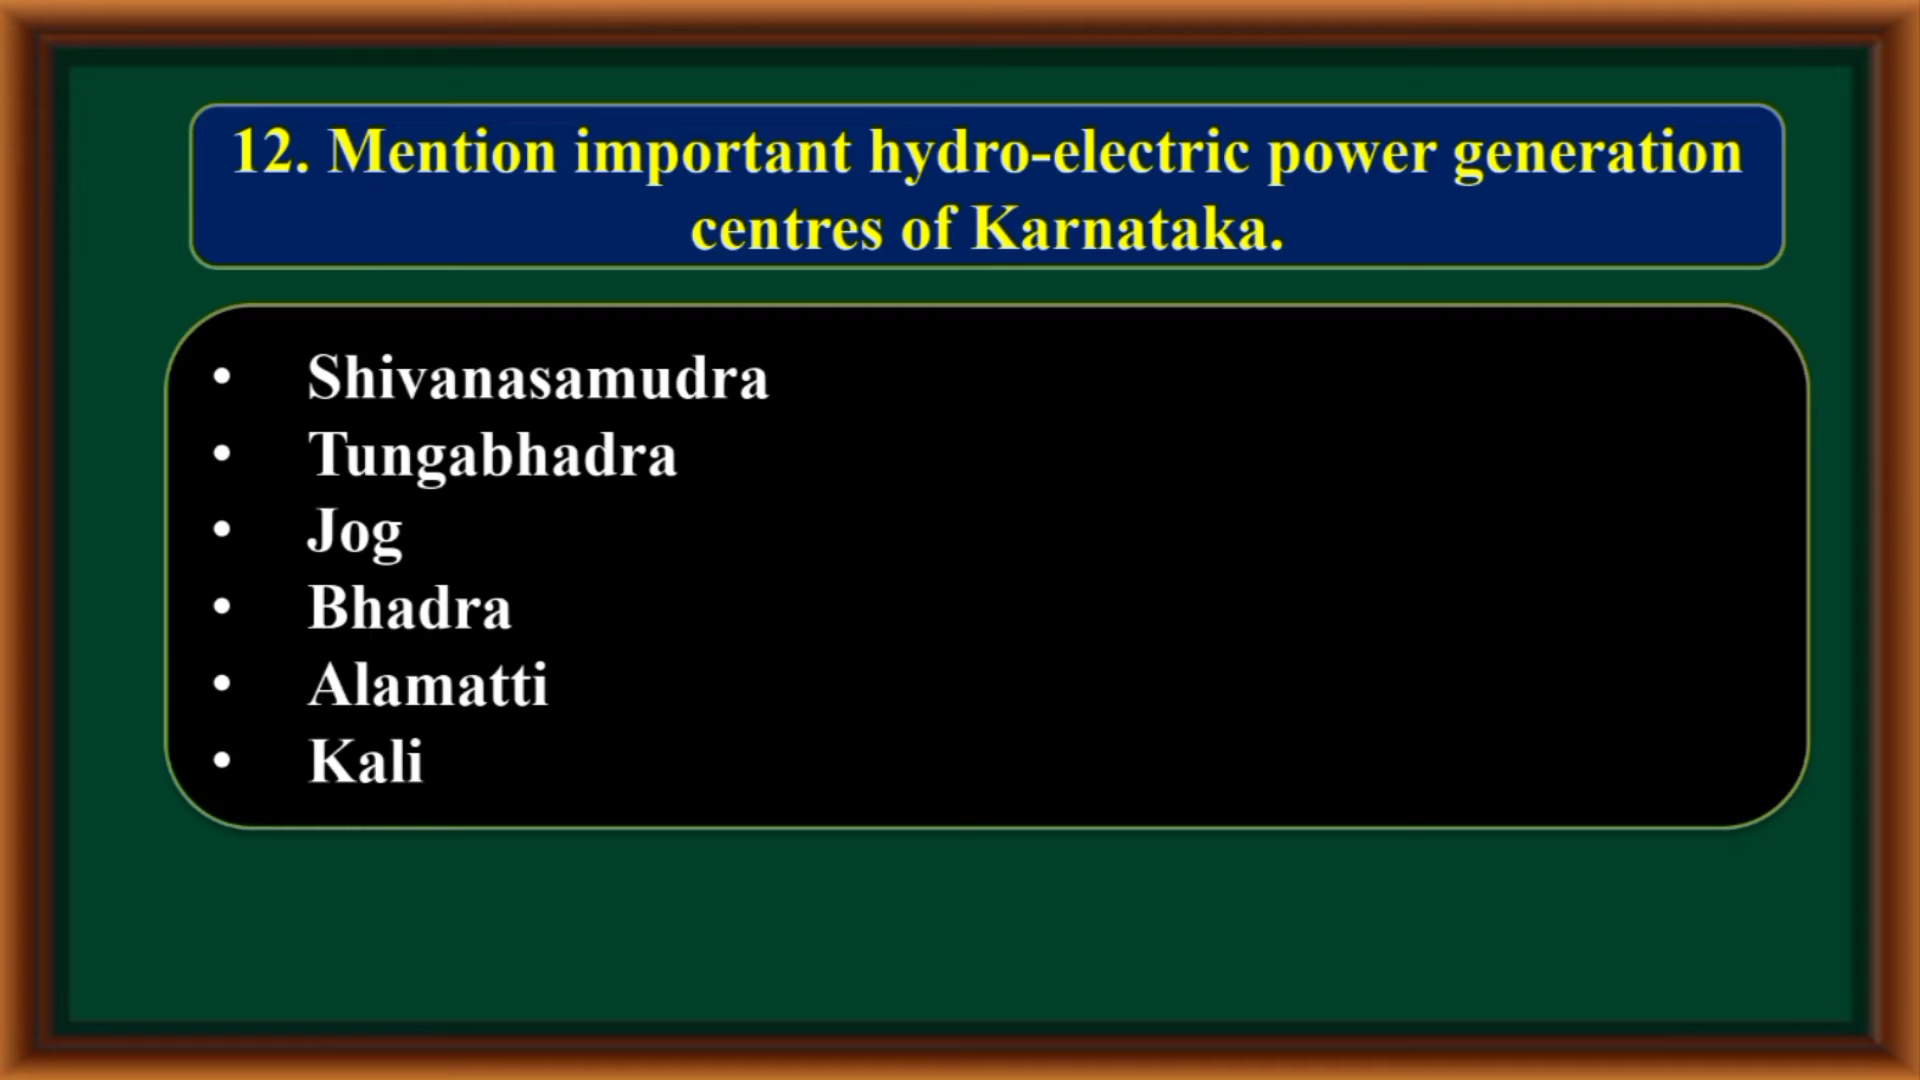 12. Mention important hydro-electric power generation
centres of Karnataka.
• Shivanasamudra
• Tungabhadra
• Jog
• Bhadra
• Alamatti
• Kali